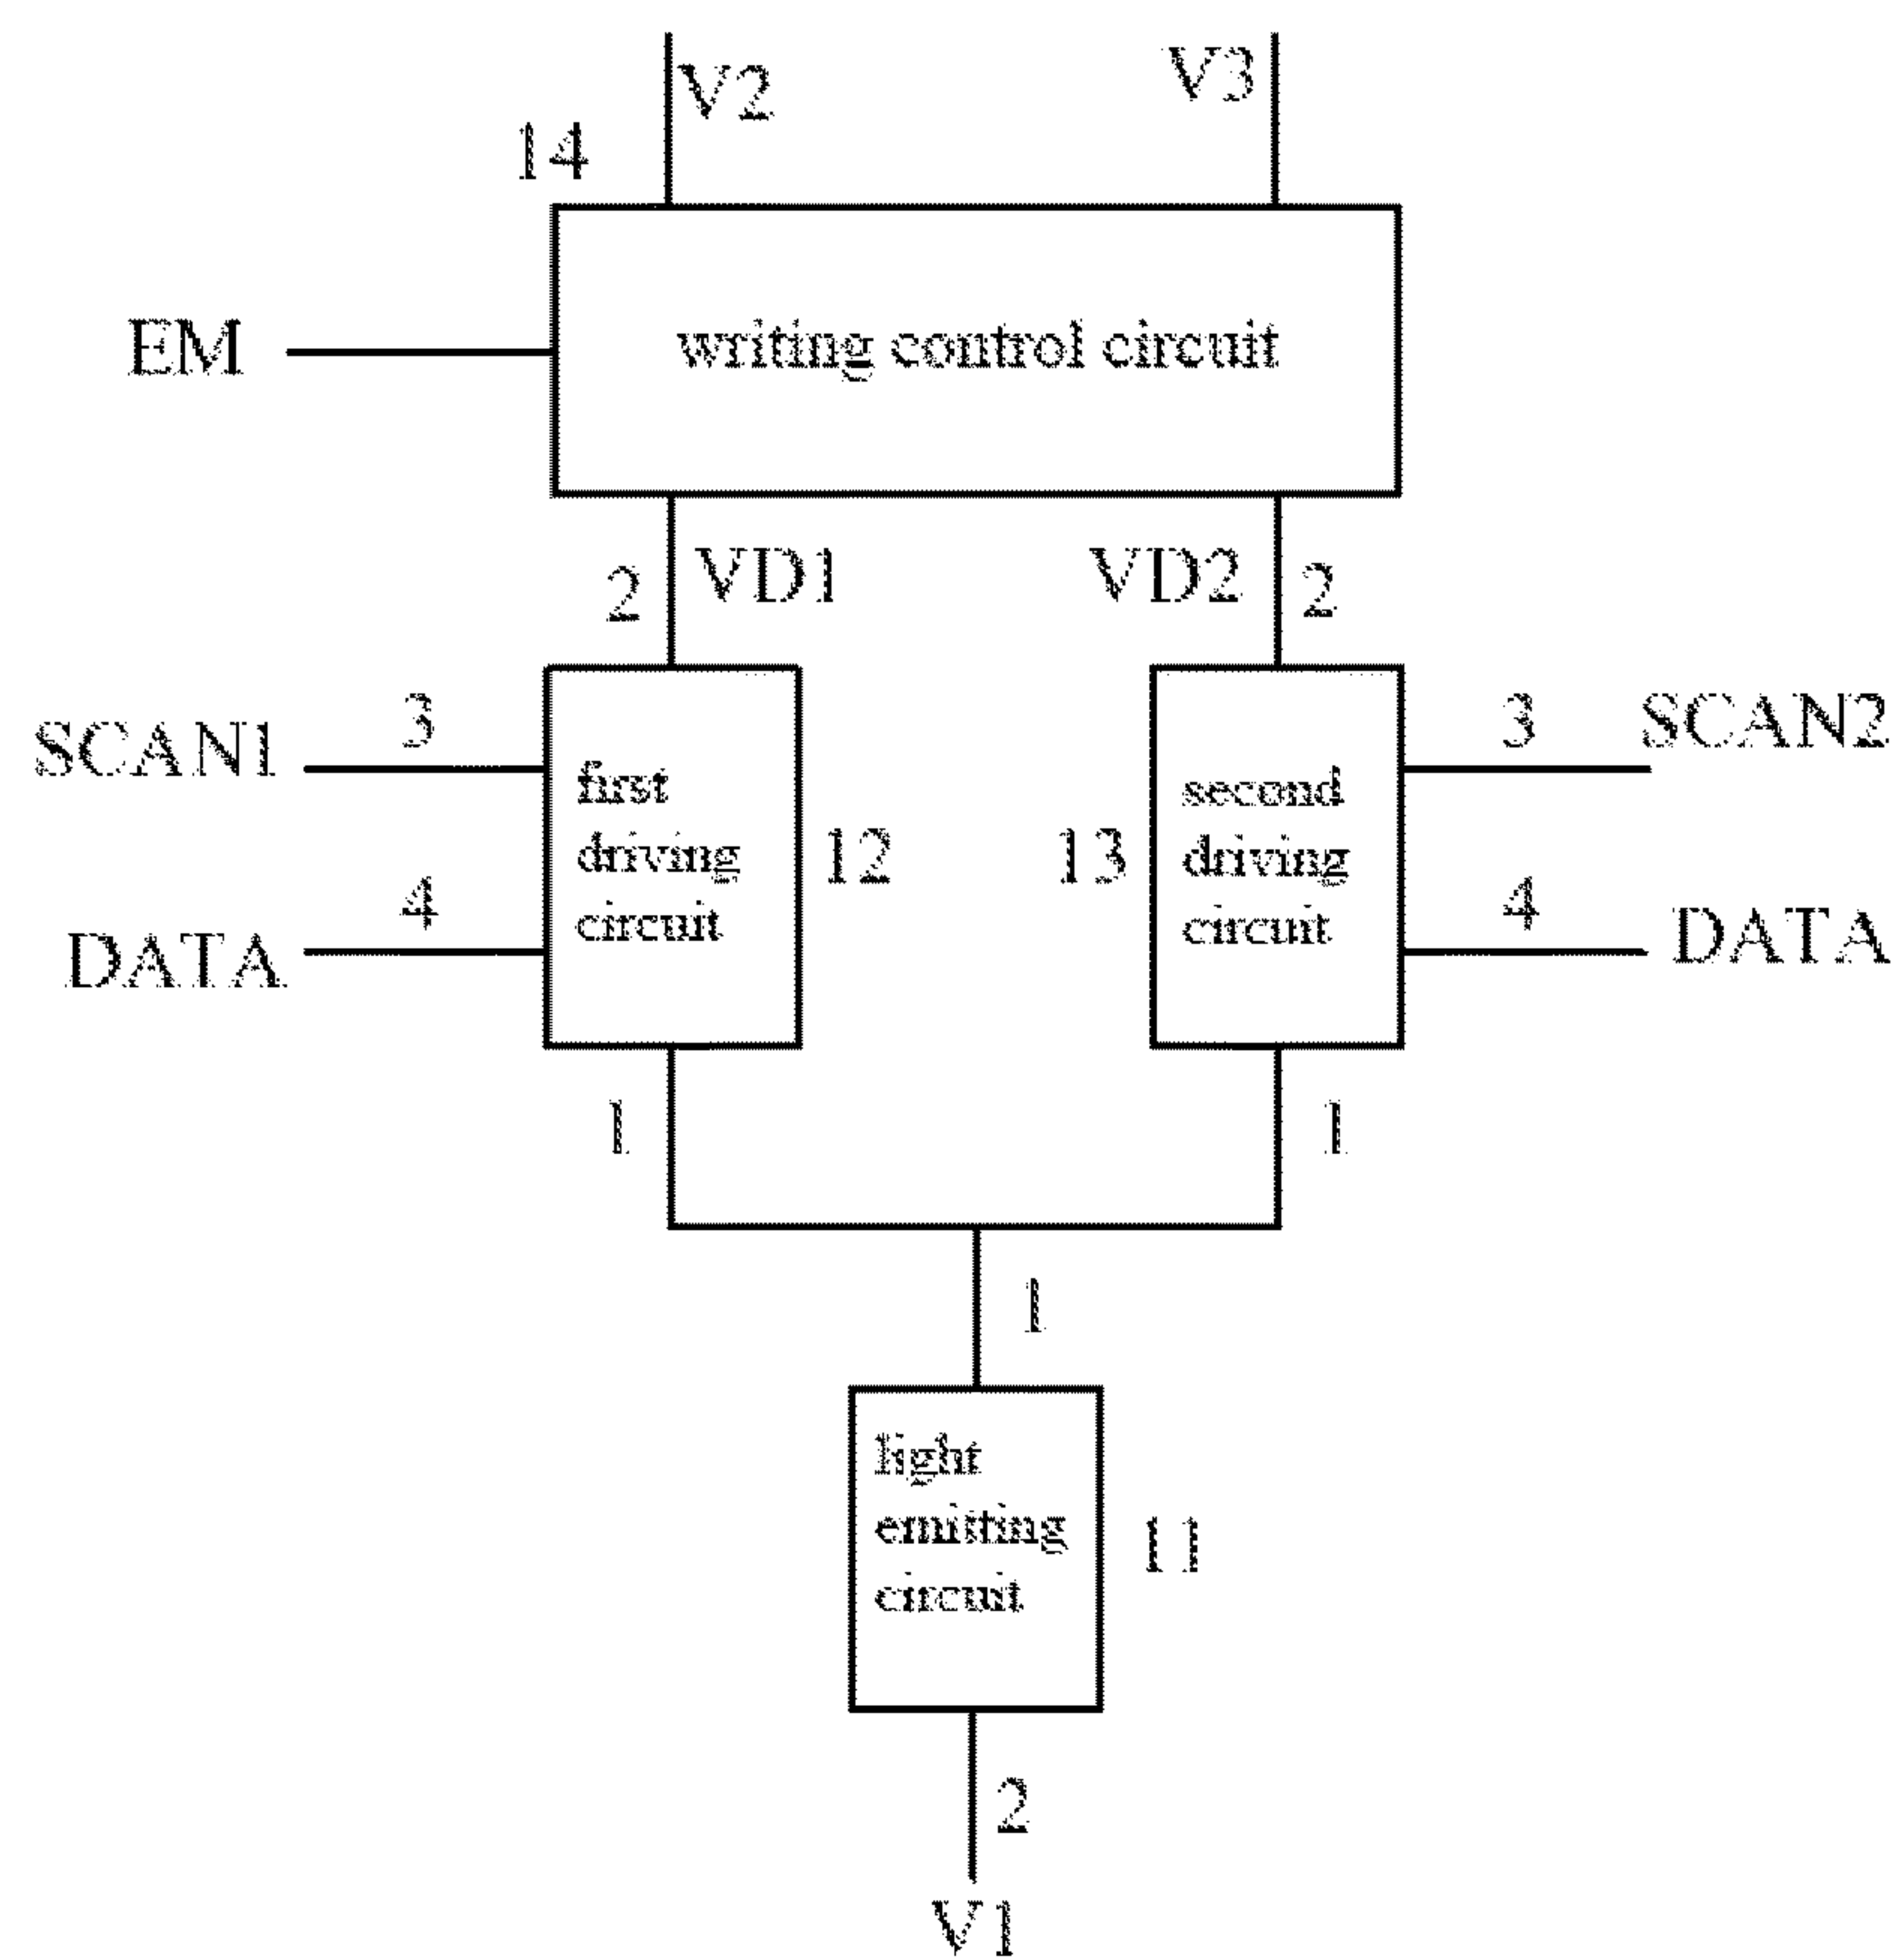 V2
V3
14
EM
writing control circuit
2
VD1
VD2
2
SCAN1
3
3
SCAN2
first
driving
circuit
12
13
second
driving
circuit
DATA
4
4
DATA
1
1
1
light
emitting
circuit
11
2
V1